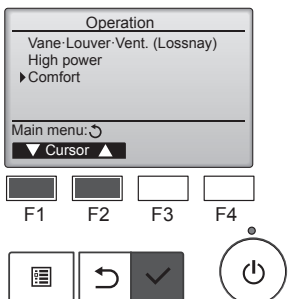 Operation
Vane·Louver·Vent. (Lossnay)
High power
Comfort
Main menu:
Cursor
F1 F2 F3 F4